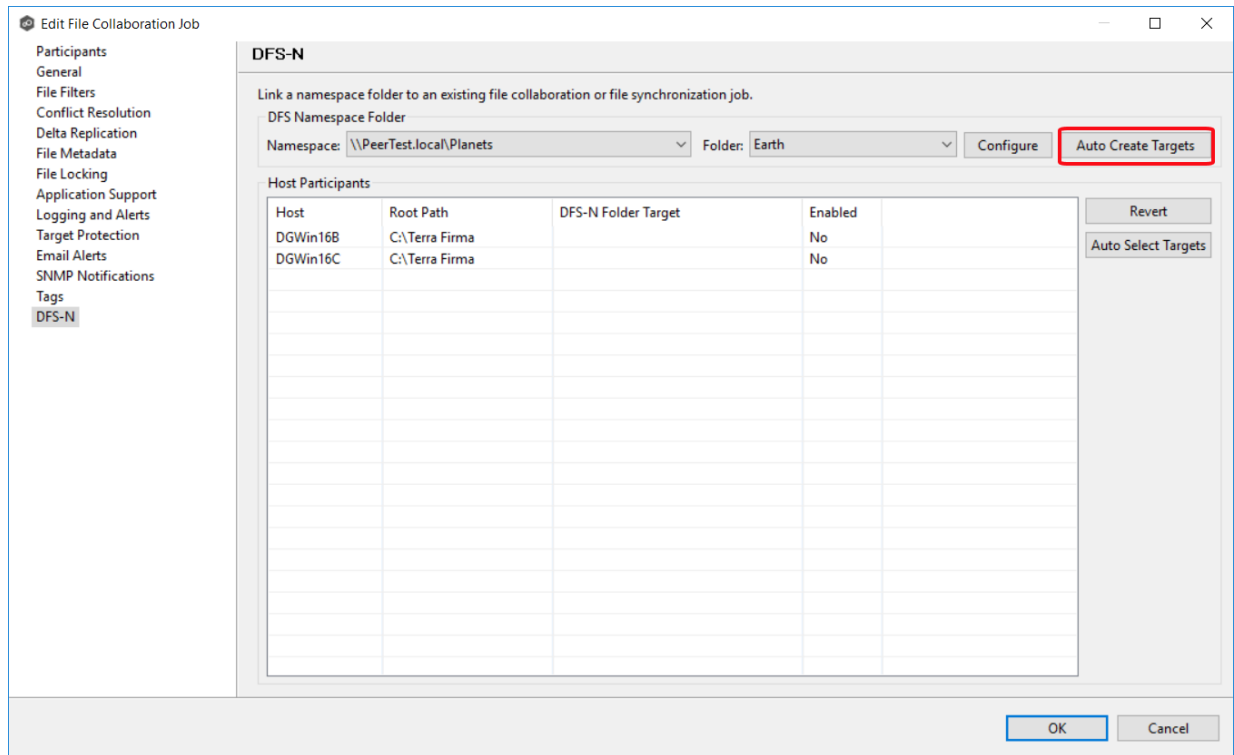 Edit File Collaboration Job
Participants
General
File Filters
Conflict Resolution
Delta Replication
File Metadata
File Locking
Application Support
Logging and Alerts
Target Protection
Email Alerts
SNMP Notifications
Tags
DFS-N
DFS-N
Link a namespace folder to an existing file collaboration or file synchronization job.
DFS Namespace Folder
Namespace: \\PeerTest.local\Planets Folder: Earth Configure Auto Create Targets
Host Participants
Host Root Path DFS-N Folder Target Enabled
DGWin16B C:\Terra Firma No
DGWin16C C:\Terra Firma No
Revert
Auto Select Targets
OK Cancel